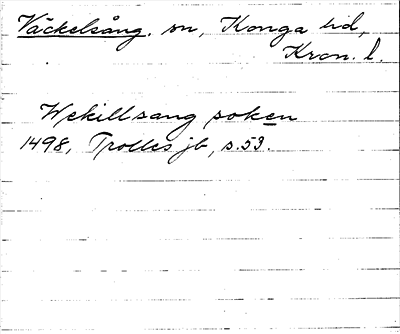 Väckelsång. sn, Konga hd,
Kron. l.
Wekillsang soken
1498, Trolles jb, s. 53.